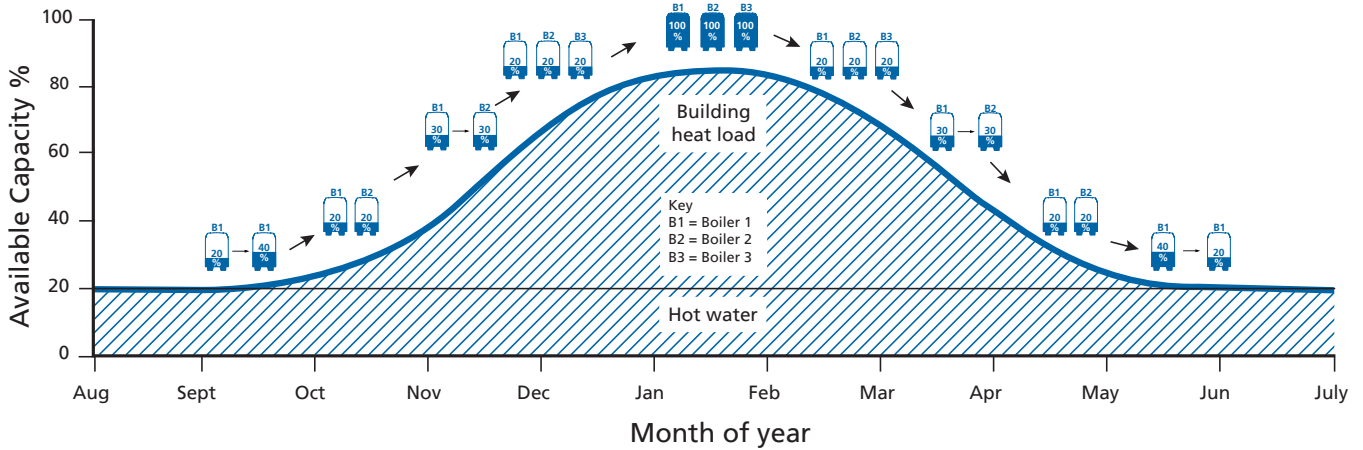 Available Capacity %
100
80
60
40
20
0
B1 B1
20 % 40 %
B1 B2
20 % 20 %
B1 B2
30 % 30 %
B1 B2 B3
20 % 20 % 20 %
B1 B2 B3
100 % 100 % 100 %
B1 B2 B3
20 % 20 % 20 %
B1 B2
30 % 30 %
B1 B2
20 % 20 %
B1 B1
40 % 20 %
Building
heat load
Key
B1 = Boiler 1
B2 = Boiler 2
B3 = Boiler 3
Hot water
Aug Sept Oct Nov Dec Jan Feb Mar Apr May Jun July
Month of year